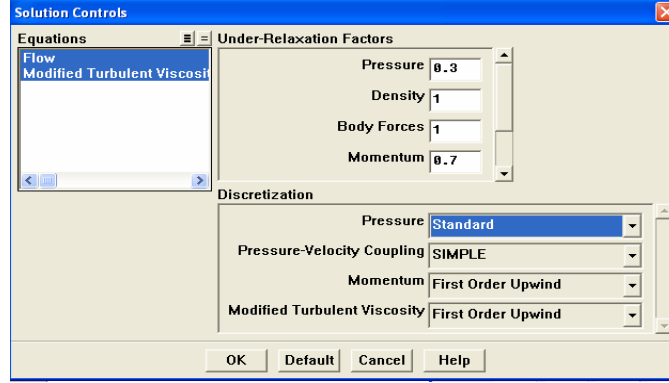 Solution Controls
Equations
Flow
Modified Turbulent Viscosit
Under-Relaxation Factors
Pressure 0.3
Density 1
Body Forces 1
Momentum 0.7
Discretization
Pressure Standard
Pressure-Velocity Coupling SIMPLE
Momentum First Order Upwind
Modified Turbulent Viscosity First Order Upwind
OK Default Cancel Help